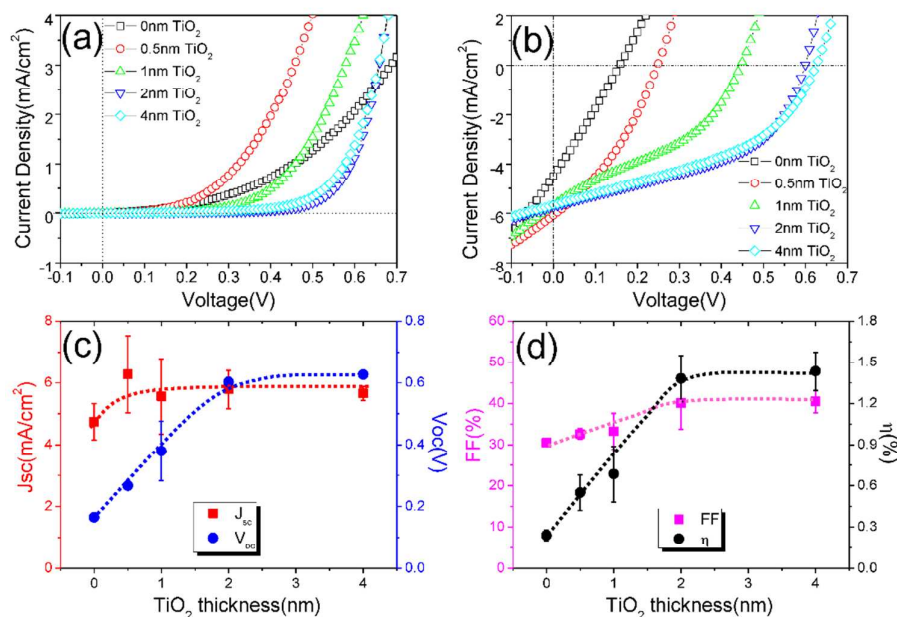 (a)
0nm TiO2
0.5nm TiO2
1nm TiO2
2nm TiO2
4nm TiO2
Current Density(mA/cm²)
4
3
2
1
0
-1
-0.1 0.0 0.1 0.2 0.3 0.4 0.5 0.6 0.7
Voltage(V)
(b)
Current Density(mA/cm²)
2
0
-2
-4
-6
-8
0nm TiO2
0.5nm TiO2
1nm TiO2
2nm TiO2
4nm TiO2
-0.1 0.0 0.1 0.2 0.3 0.4 0.5 0.6 0.7
Voltage(V)
(c)
Jsc(mA/cm²)
8
6
4
2
0
Voc(V)
0.8
0.6
0.4
0.2
0.0
Jsc
Voc
0 1 2 3 4
TiO2 thickness(nm)
(d)
FF(%)
60
50
40
30
20
10
0
η(%)
1.8
1.5
1.2
0.9
0.6
0.3
0.0
FF
η
0 1 2 3 4
TiO2 thickness(nm)